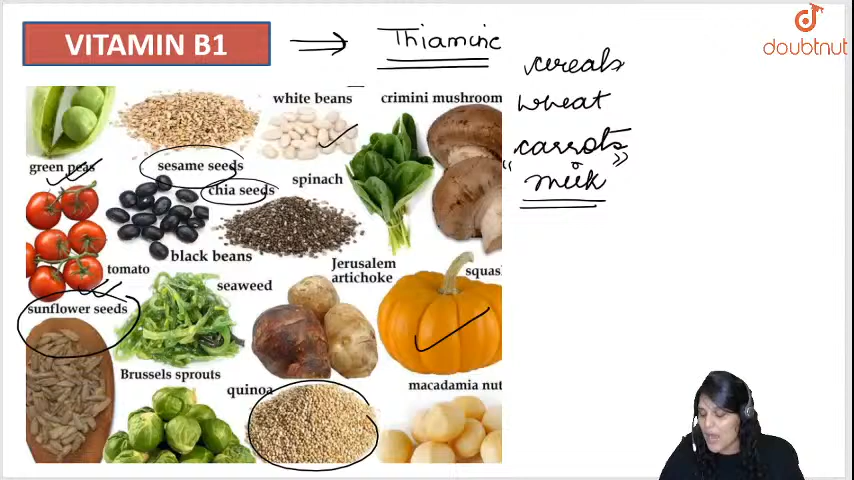 VITAMIN B1
Thiamine
doubtnut
cereals
wheat
carrots
" milk "
white beans
crimini mushroom
green peas
sesame seeds
chia seeds
spinach
black beans
tomato
seaweed
Jerusalem
artichoke
squas
sunflower seeds
Brussels sprouts
quinoa
macadamia nut